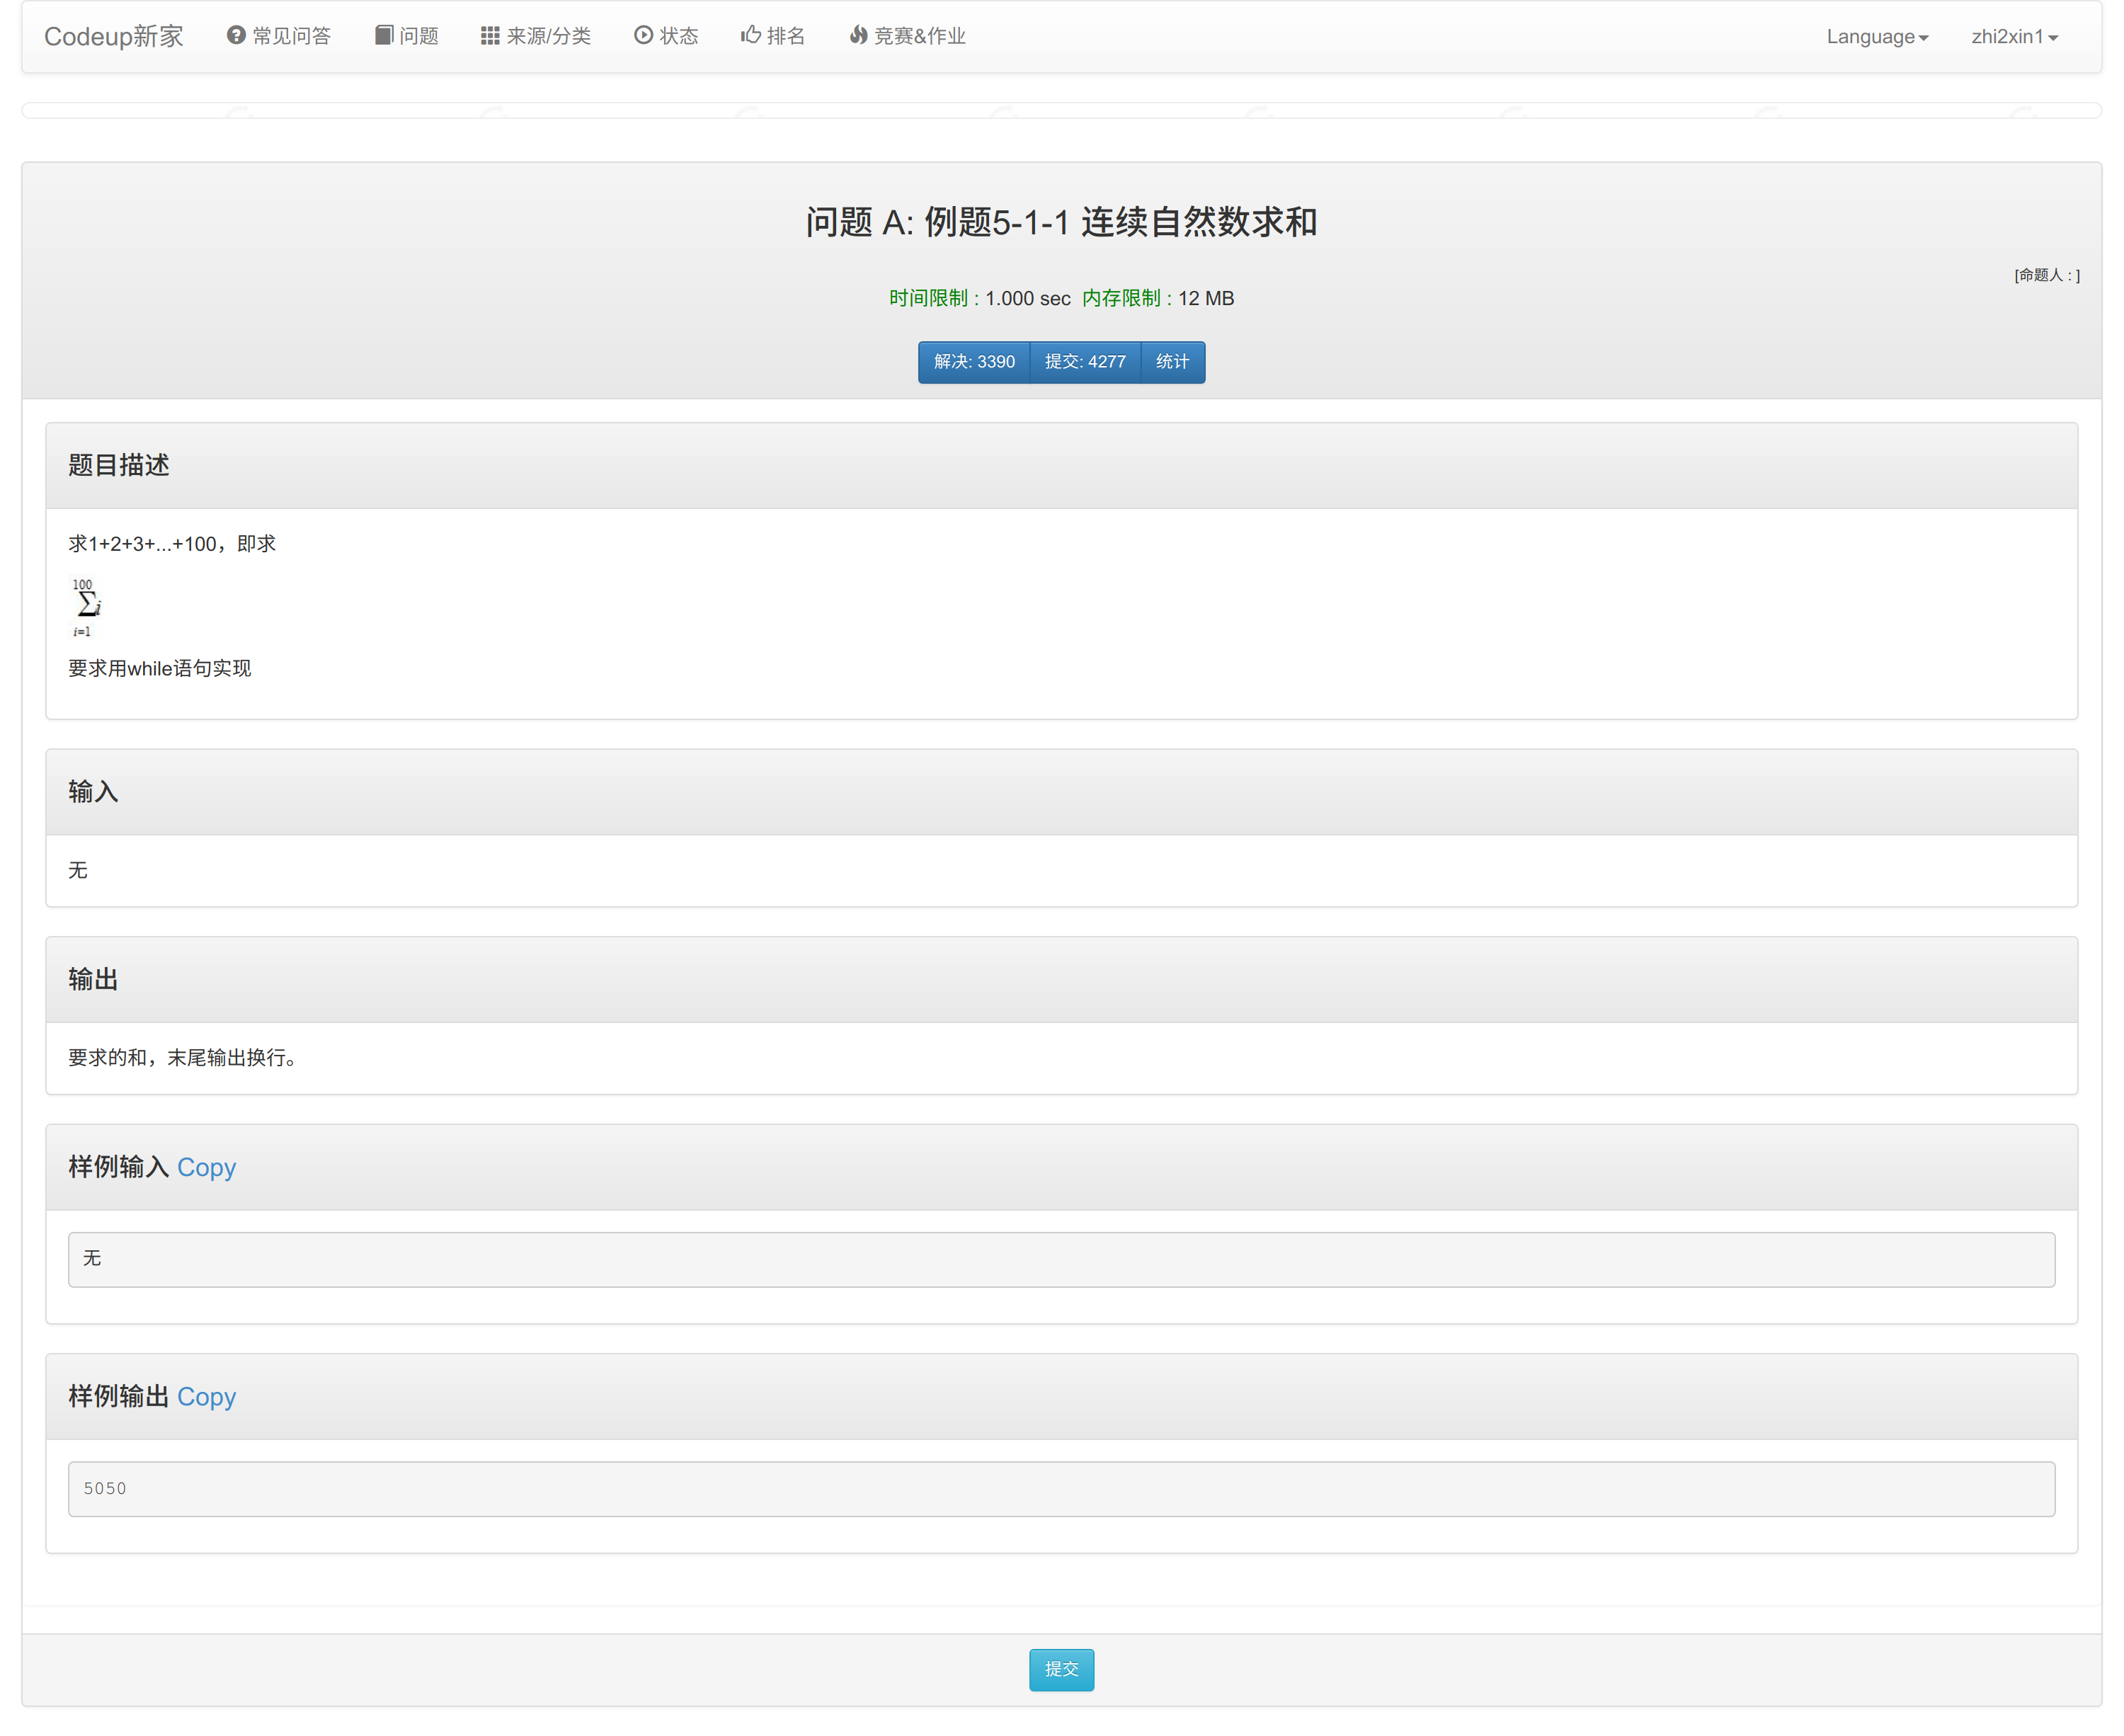 Codeup新家 常见问答 问题 来源/分类 状态 排名 竞赛&作业 Language zhi2xin1
问题 A: 例题5-1-1 连续自然数求和
[命题人 : ]
时间限制 : 1.000 sec 内存限制 : 12 MB
解决: 3390 提交: 4277 统计
题目描述
求1+2+3+...+100，即求
100
∑i
i=1
要求用while语句实现
输入
无
输出
要求的和，末尾输出换行。
样例输入 Copy
无
样例输出 Copy
5050
提交